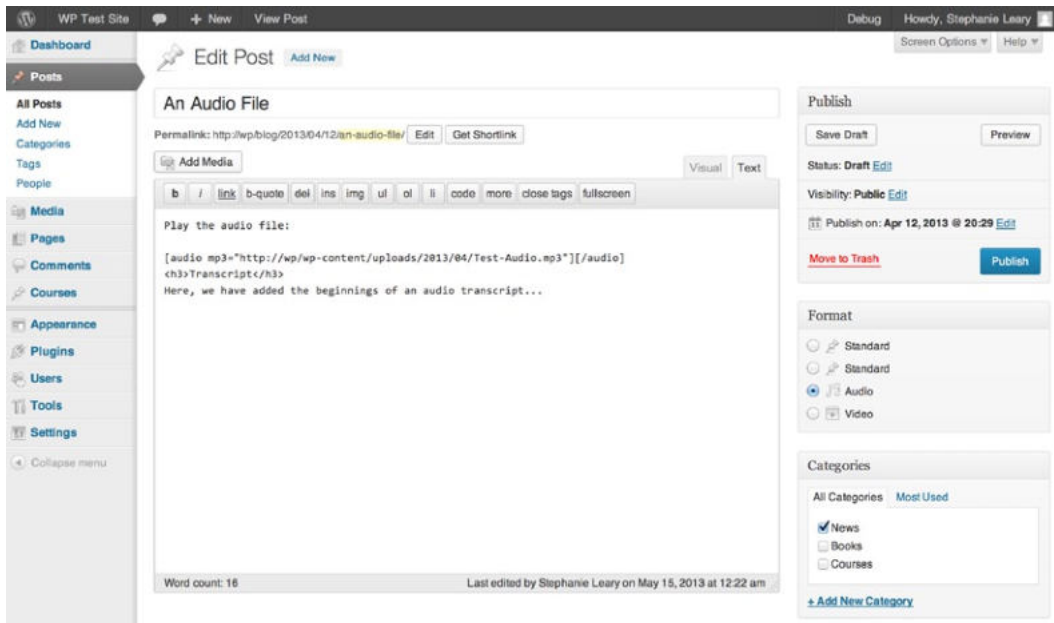 WP Test Site + New View Post Debug Howdy, Stephanie Leary
Screen Options Help
Dashboard
Posts
All Posts
Add New
Categories
Tags
People
Media
Pages
Comments
Courses
Appearance
Plugins
Users
Tools
Settings
Collapse menu
Edit Post Add New
An Audio File
Permalink: http://wp/blog/2013/04/12/an-audio-file/ Edit Get Shortlink
Add Media
Visual Text
b i link b-quote del ins img ul ol li code more close tags fullscreen
Play the audio file:
[audio mp3="http://wp/wp-content/uploads/2013/04/Test-Audio.mp3"][/audio]
<h3>Transcript</h3>
Here, we have added the beginnings of an audio transcript...
Word count: 16 Last edited by Stephanie Leary on May 15, 2013 at 12:22 am
Publish
Save Draft Preview
Status: Draft Edit
Visibility: Public Edit
Publish on: Apr 12, 2013 @ 20:29 Edit
Move to Trash Publish
Format
Standard
Standard
Audio
Video
Categories
All Categories Most Used
News
Books
Courses
+ Add New Category